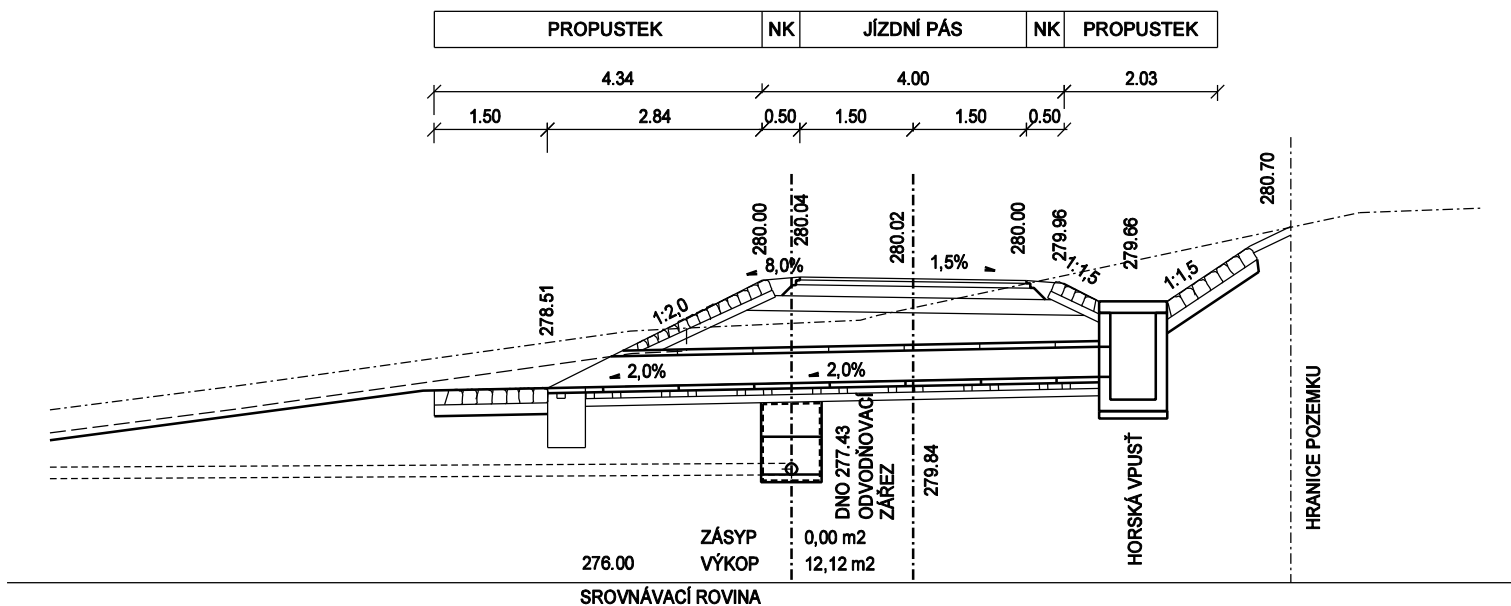 PROPUSTEK NK JÍZDNÍ PÁS NK PROPUSTEK
4.34 4.00 2.03
1.50 2.84 0.50 1.50 1.50 0.50
278.51
280.00
280.04
280.02
280.00
279.96
279.66
280.70
8,0% 1,5%
1:2,0
1:1,5
1:1,5
2,0% 2,0%
DNO 277.43
ODVODŇOVACÍ
ZÁŘEZ
279.84
HORSKÁ VPUSŤ
HRANICE POZEMKU
ZÁSYP 0,00 m2
276.00 VÝKOP 12,12 m2
SROVNÁVACÍ ROVINA